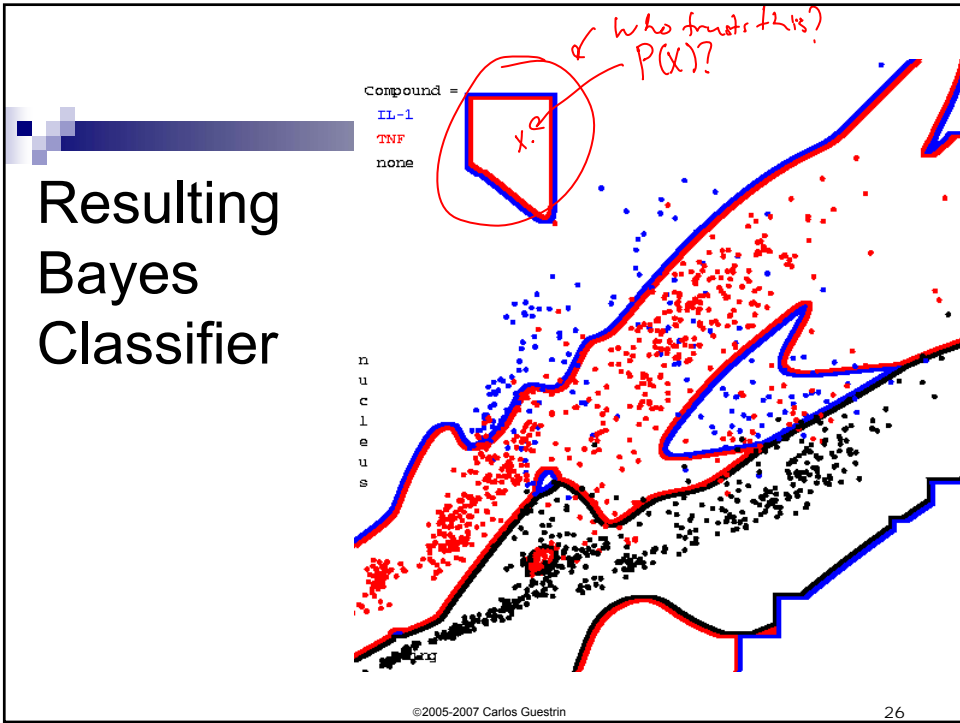 who trusts this?
P(X)?
Compound =
IL-1
TNF
none
x?
Resulting
Bayes
Classifier
n
u
c
l
e
u
s
©2005-2007 Carlos Guestrin
26